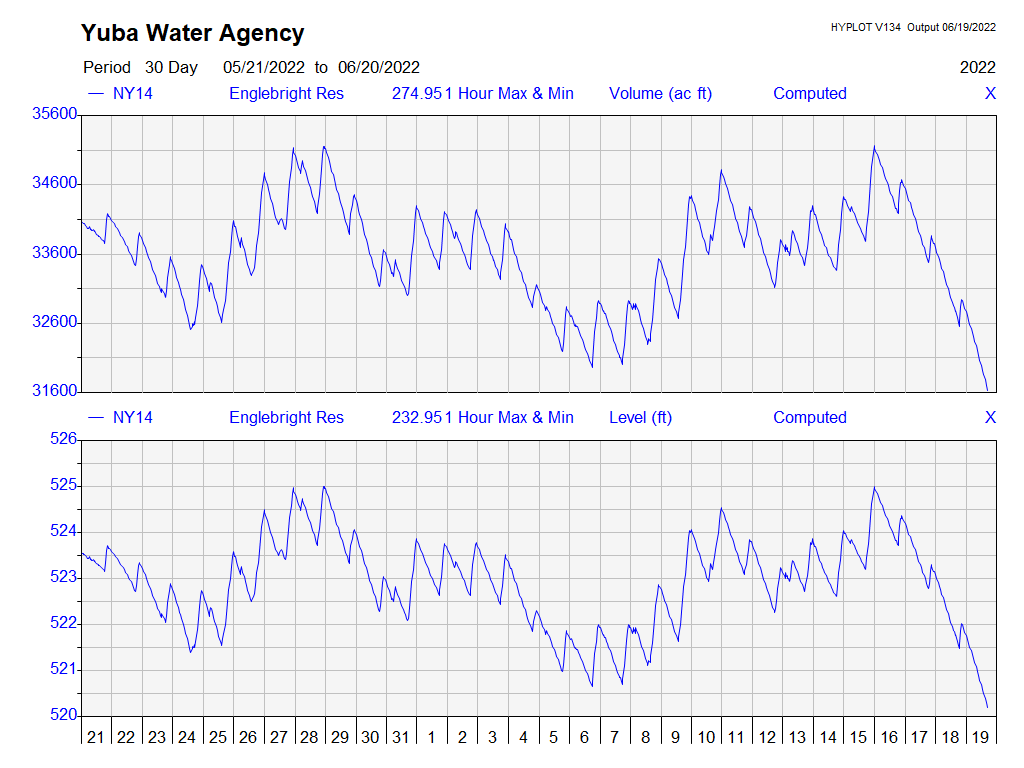 Yuba Water Agency
HYPLOT V134 Output 06/19/2022
Period 30 Day 05/21/2022 to 06/20/2022 2022
NY14 Englebright Res 274.95 1 Hour Max & Min Volume (ac ft) Computed X
35600
34600
33600
32600
31600
NY14 Englebright Res 232.95 1 Hour Max & Min Level (ft) Computed X
526
525
524
523
522
521
520
21 22 23 24 25 26 27 28 29 30 31 1 2 3 4 5 6 7 8 9 10 11 12 13 14 15 16 17 18 19